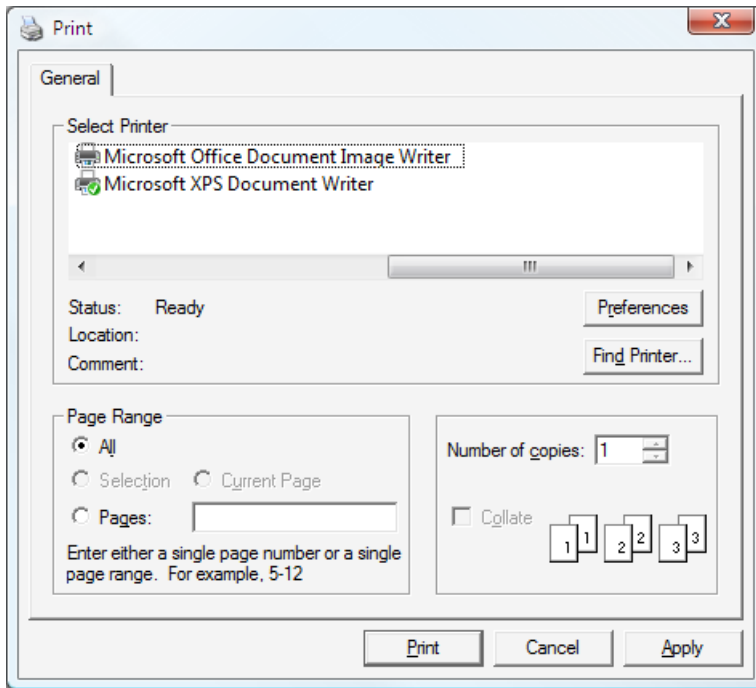 Print
General
Select Printer
Microsoft Office Document Image Writer
Microsoft XPS Document Writer
Status: Ready
Preferences
Location:
Comment:
Find Printer...
Page Range
All
Selection Current Page
Pages:
Enter either a single page number or a single
page range. For example, 5-12
Number of copies: 1
Collate
1 1 2 2 3 3
Print Cancel Apply